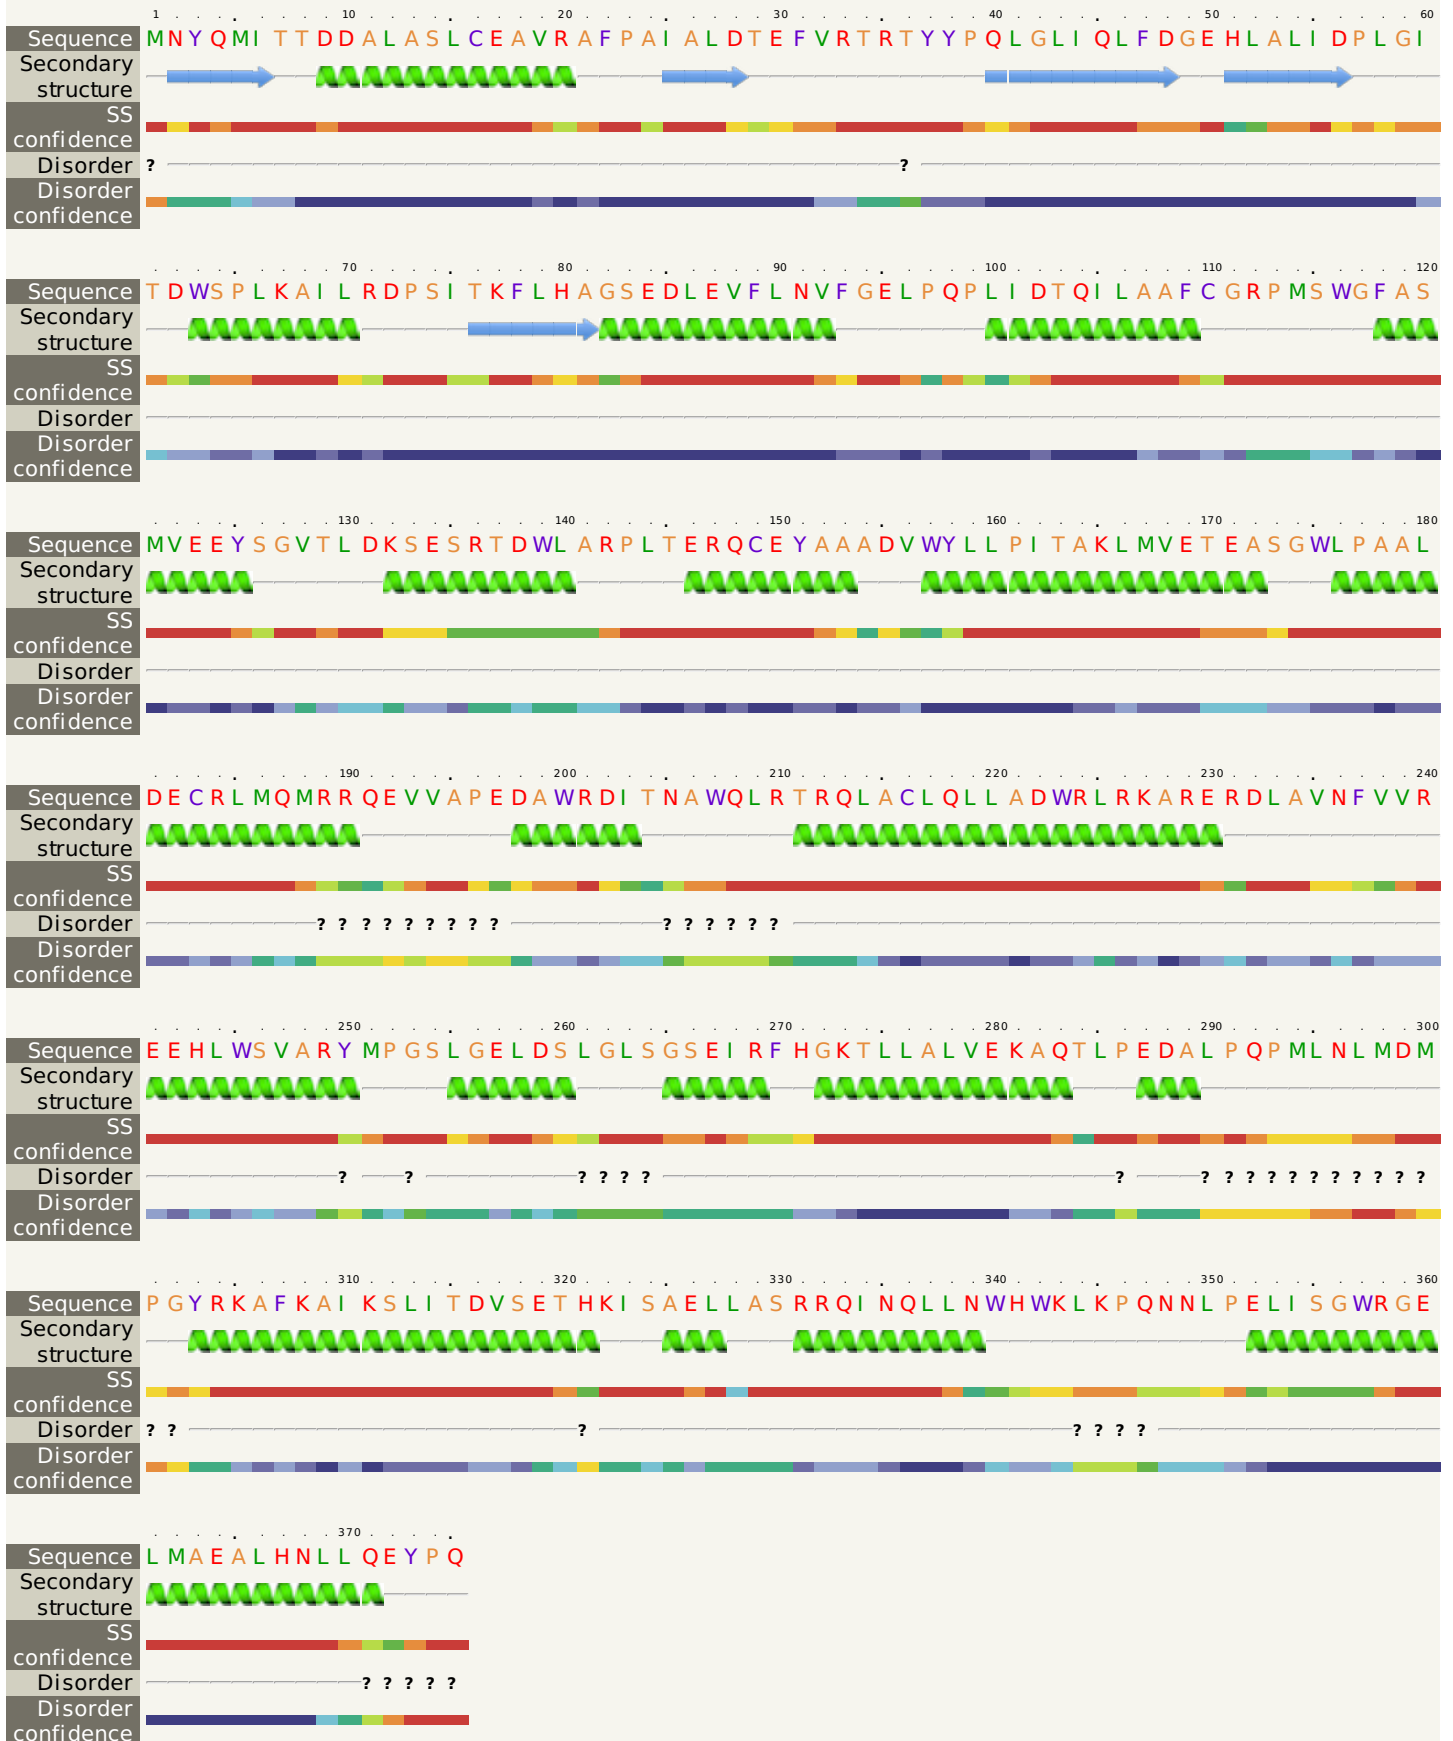 1 10 20 30 40 50 60
Sequence MNYQMITTDDALASLCEAVRAFPAIALDTEFVRTRTYYPQLGLIQLFDGEHLALIDPLGI
Secondary
structure
SS
confidence
Disorder ? ?
Disorder
confidence
70 80 90 100 110 120
Sequence TDWSPLKAILRDPSITKFLHAGSEDLEVFLNVFGELPQPLIDTQILAAFCGRPMSWGFAS
Secondary
structure
SS
confidence
Disorder
Disorder
confidence
130 140 150 160 170 180
Sequence MVEEYSGVTLDKSESRTDWLARPLTERQCEYAAADVWYLLPITAKLMVETEASGWLPAAL
Secondary
structure
SS
confidence
Disorder
Disorder
confidence
190 200 210 220 230 240
Sequence DECRLMQMRRQEVVAPEDAWRDITNAWQLRTRQLACLQLLADWRLRKARERDLAVNFVVR
Secondary
structure
SS
confidence
Disorder ? ? ? ? ? ? ? ? ? ? ? ? ? ? ?
Disorder
confidence
250 260 270 280 290 300
Sequence EEHLWSVARYMPGSLGELDSLGLSGSEIRFHGKTLLALVEKAQTLPEDALPQPMLNLMDM
Secondary
structure
SS
confidence
Disorder ? ? ? ? ? ? ? ? ? ? ? ? ? ? ? ? ? ?
Disorder
confidence
310 320 330 340 350 360
Sequence PGYRKAFKAIKSLITDVSETHKISAELLASRRQINQLLNWHWKLKPQNNLPELISGWRGE
Secondary
structure
SS
confidence
Disorder ? ? ? ? ? ? ?
Disorder
confidence
370
Sequence LMAEALHNLLQEYPQ
Secondary
structure
SS
confidence
Disorder ? ? ? ? ?
Disorder
confidence